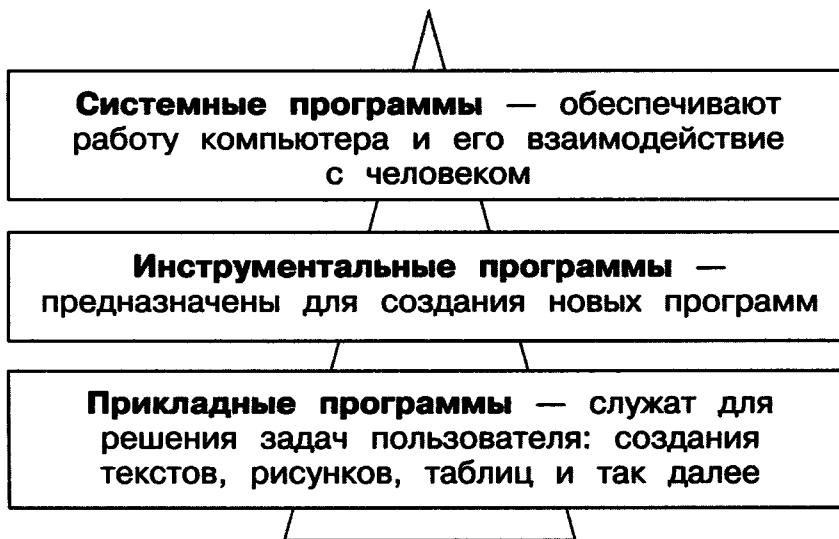 Системные программы — обеспечивают
работу компьютера и его взаимодействие
с человеком
Инструментальные программы —
предназначены для создания новых программ
Прикладные программы — служат для
решения задач пользователя: создания
текстов, рисунков, таблиц и так далее